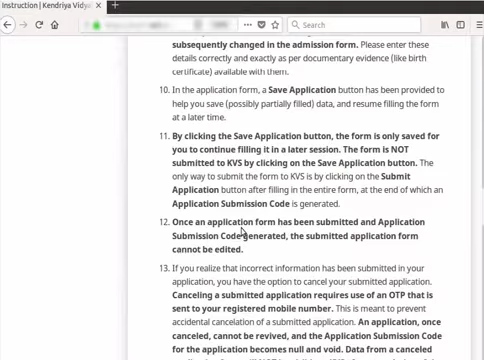 Instruction | Kendriya Vidya
Search
subsequently changed in the admission form. Please enter these
details correctly and exactly as per documentary evidence (like birth
certificate) available with them.
10. In the application form, a Save Application button has been provided to
help you save (possibly partially filled) data, and resume filling the form
at a later time.
11. By clicking the Save Application button, the form is only saved for
you to continue filling it in a later session. The form is NOT
submitted to KVS by clicking on the Save Application button. The
only way to submit the form to KVS is by clicking on the Submit
Application button after filling in the entire form, at the end of which an
Application Submission Code is generated.
12. Once an application form has been submitted and Application
Submission Code generated, the submitted application form
cannot be edited.
13. If you realize that incorrect information has been submitted in your
application, you have the option to cancel your submitted application.
Canceling a submitted application requires use of an OTP that is
sent to your registered mobile number. This is meant to prevent
accidental cancelation of a submitted application. An application, once
canceled, cannot be revived, and the Application Submission Code
for the application becomes null and void. Data from a canceled